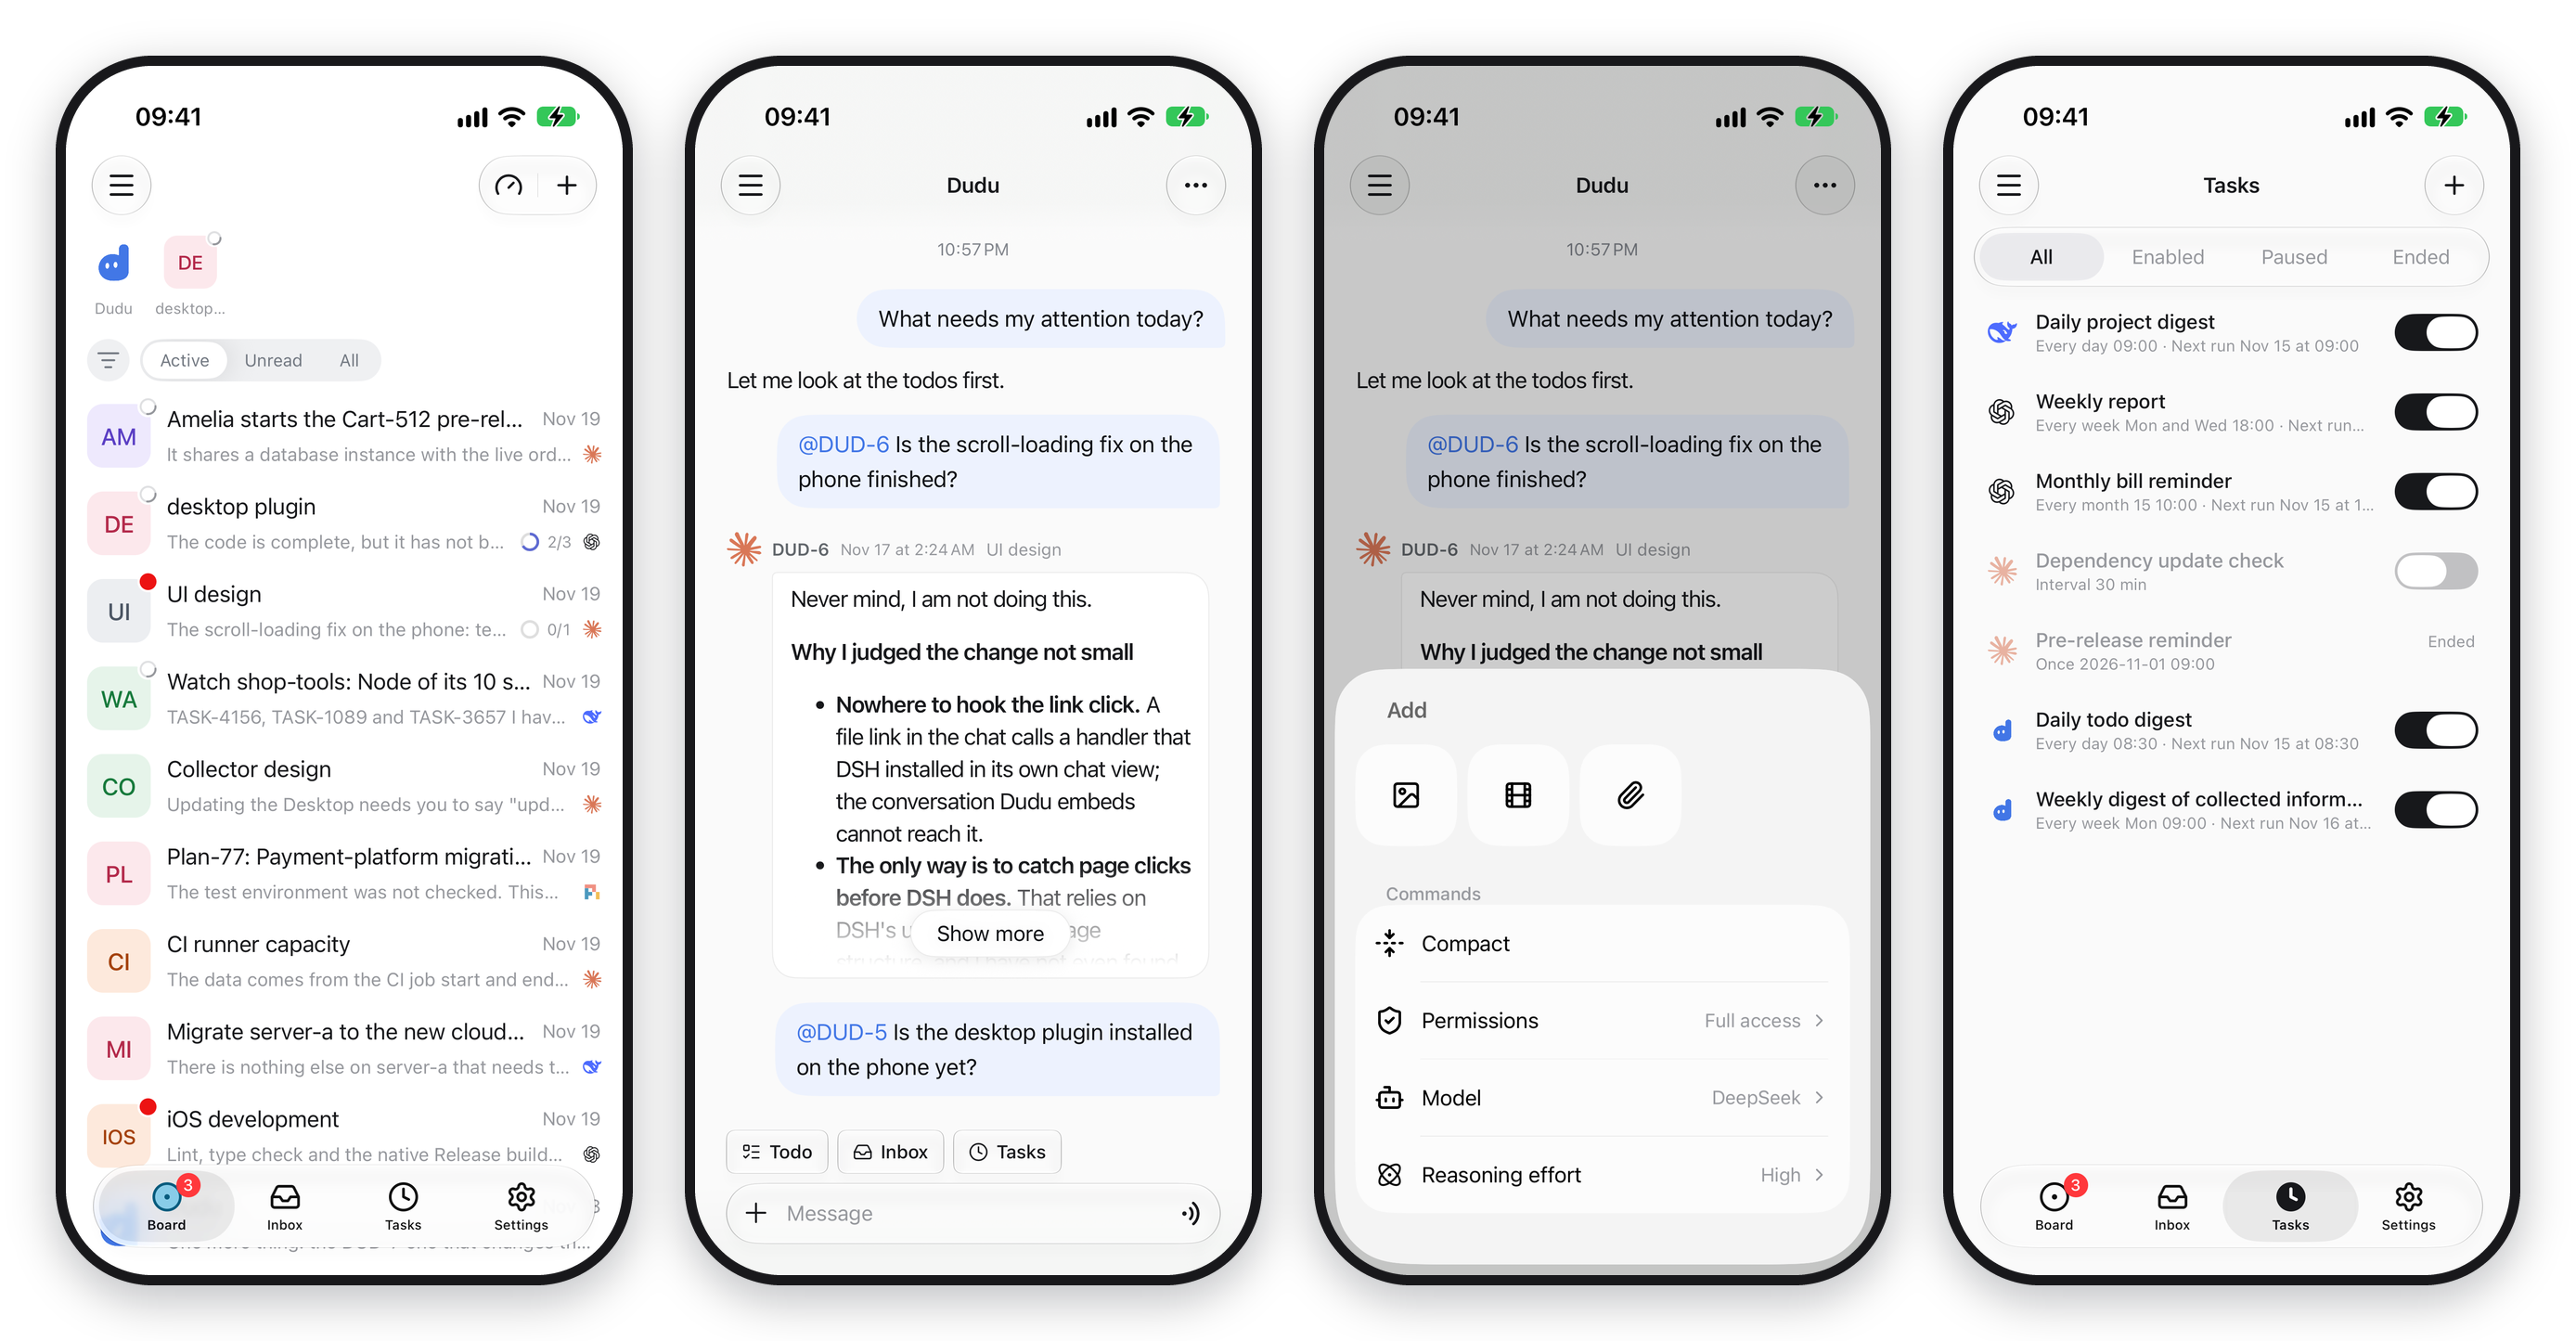 09:41
DE
Dudu
desktop...
Active
Unread
All
AM
Amelia starts the Cart-512 pre-rel...
Nov 19
It shares a database instance with the live ord...
DE
desktop plugin
Nov 19
The code is complete, but it has not b...
2/3
UI
UI design
Nov 19
The scroll-loading fix on the phone: te...
0/1
WA
Watch shop-tools: Node of its 10 s...
Nov 19
TASK-4156, TASK-1089 and TASK-3657 I hav...
CO
Collector design
Nov 19
Updating the Desktop needs you to say "upd...
PL
Plan-77: Payment-platform migrati...
Nov 19
The test environment was not checked. This...
CI
CI runner capacity
Nov 19
The data comes from the CI job start and end...
MI
Migrate server-a to the new cloud...
Nov 19
There is nothing else on server-a that needs t...
IOS
iOS development
Nov 19
Lint, type check and the native Release build...
3
Board
Inbox
Tasks
Settings
09:41
Dudu
10:57 PM
What needs my attention today?
Let me look at the todos first.
@DUD-6 Is the scroll-loading fix on the
phone finished?
DUD-6 Nov 17 at 2:24 AM UI design
Never mind, I am not doing this.
Why I judged the change not small
• Nowhere to hook the link click. A
file link in the chat calls a handler that
DSH installed in its own chat view;
the conversation Dudu embeds
cannot reach it.
• The only way is to catch page clicks
before DSH does. That relies on
DSH's
Show more
structure, and I have not even found
@DUD-5 Is the desktop plugin installed
on the phone yet?
Todo
Inbox
Tasks
Message
09:41
Dudu
10:57 PM
What needs my attention today?
Let me look at the todos first.
@DUD-6 Is the scroll-loading fix on the
phone finished?
DUD-6 Nov 17 at 2:24 AM UI design
Never mind, I am not doing this.
Why I judged the change not small
Add
Commands
Compact
Permissions
Full access
Model
DeepSeek
Reasoning effort
High
09:41
Tasks
All
Enabled
Paused
Ended
Daily project digest
Every day 09:00 · Next run Nov 15 at 09:00
Weekly report
Every week Mon and Wed 18:00 · Next run...
Monthly bill reminder
Every month 15 10:00 · Next run Nov 15 at 1...
Dependency update check
Interval 30 min
Pre-release reminder
Once 2026-11-01 09:00
Ended
Daily todo digest
Every day 08:30 · Next run Nov 15 at 08:30
Weekly digest of collected inform...
Every week Mon 09:00 · Next run Nov 16 at...
3
Board
Inbox
Tasks
Settings